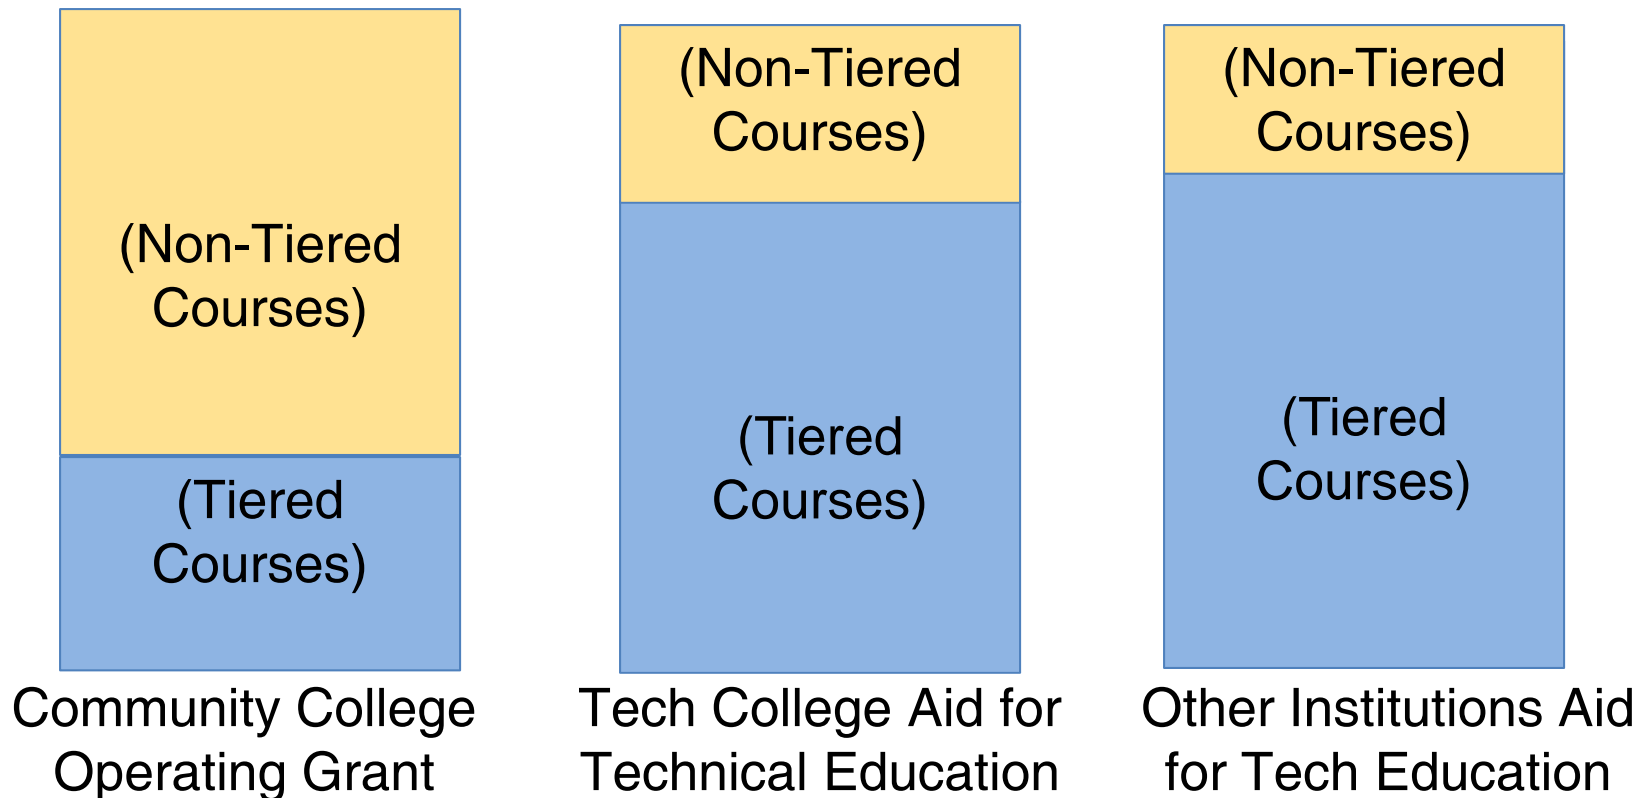 (Non-Tiered
Courses)
(Tiered
Courses)
Community College
Operating Grant
(Non-Tiered
Courses)
(Tiered
Courses)
Tech College Aid for
Technical Education
(Non-Tiered
Courses)
(Tiered
Courses)
Other Institutions Aid
for Tech Education